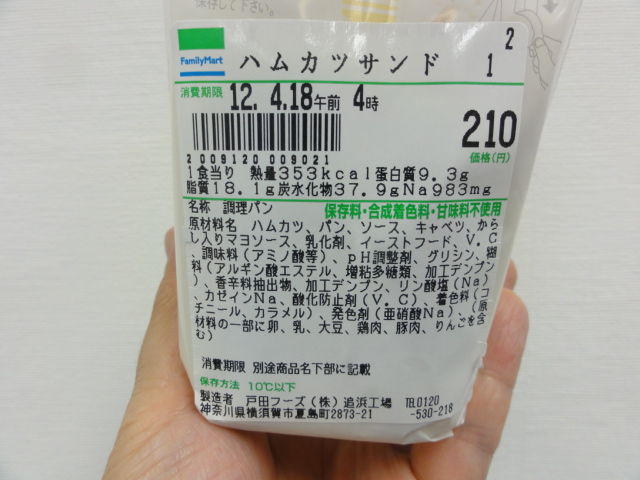 保存して下さい。
FamilyMart
ハムカツサンド 1 2
消費期限 12. 4.18午前 4時
210
価格(円)
2 009120 009021
1食当り 熱量353kcal蛋白質9.3g
脂質18.1g炭水化物37.9gNa983mg
名称 調理パン 保存料・合成着色料・甘味料不使用
原材料名 ハムカツ、パン、ソース、キャベツ、から
し入りマヨソース、乳化剤、イーストフード、V.C
、調味料(アミノ酸等)、pH調整剤、グリシン、糊
料(アルギン酸エステル、増粘多糖類、加工デンプン)
、香辛料抽出物、加工デンプン、リン酸塩(Na)
、カゼインNa、酸化防止剤(V.C)、着色料(コ
チニール、カラメル)、発色剤(亜硝酸Na)、(原
材料の一部に卵、乳、大豆、鶏肉、豚肉、りんごを含
む)
消費期限 別途商品名下部に記載
保存方法 10℃以下
製造者 戸田フーズ(株)追浜工場 TEL0120
神奈川県横須賀市夏島町2873-21 -530-218